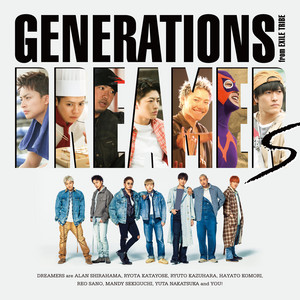 GENERATIONS
from EXILE TRIBE
DREAMERS
DREAMERS are ALAN SHIRAHAMA, RYOTA KATAYOSE, RYUTO KAZUHARA, HAYATO KOMORI,
REO SANO, MANDY SEKIGUCHI, YUTA NAKATSUKA and YOU!